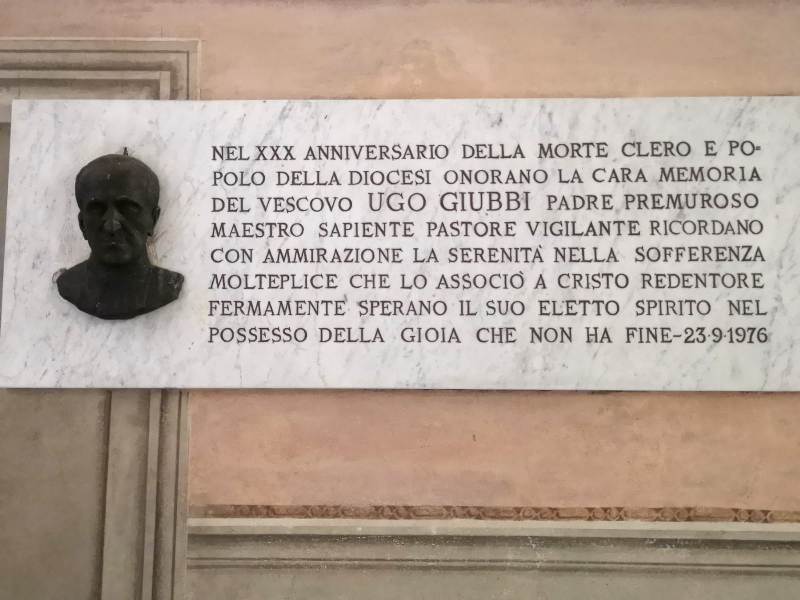 NEL XXX ANNIVERSARIO DELLA MORTE CLERO E PO=
POLO DELLA DIOCESI ONORANO LA CARA MEMORIA
DEL VESCOVO UGO GIUBBI PADRE PREMUROSO
MAESTRO SAPIENTE PASTORE VIGILANTE RICORDANO
CON AMMIRAZIONE LA SERENITÀ NELLA SOFFERENZA
MOLTEPLICE CHE LO ASSOCIÒ A CRISTO REDENTORE
FERMAMENTE SPERANO IL SUO ELETTO SPIRITO NEL
POSSESSO DELLA GIOIA CHE NON HA FINE-23·9·1976